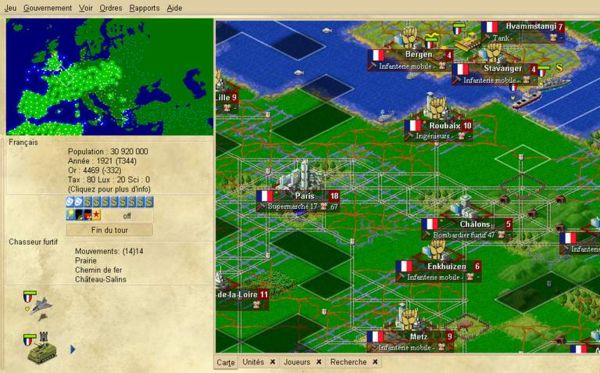 Jeu Gouvernement Voir Ordres Rapports Aide
Français
Population : 30 920 000
Année : 1921 (T344)
Or : 4469 (-332)
Tax : 80 Lux : 20 Sci : 0
(Cliquez pour plus d'info)
off
Fin du tour
Chasseur furtif
Mouvements: (14)14
Prairie
Chemin de fer
Château-Salins
Hvammstangi 7
Tank -
Bergen 4
Infanterie mobile -
Stavanger 4
Infanterie mobile -
Lille 9
Roubaix 10
Ingénieurs -
Paris 18
Supermarché 17 67
Châlons 5
Bombardier furtif 47 -
Infanterie
Enkhuizen 6
Infanterie mobile -
-de-la-Loire 11
Metz 9
Infanterie mobile -
Carte Unités Joueurs Recherche